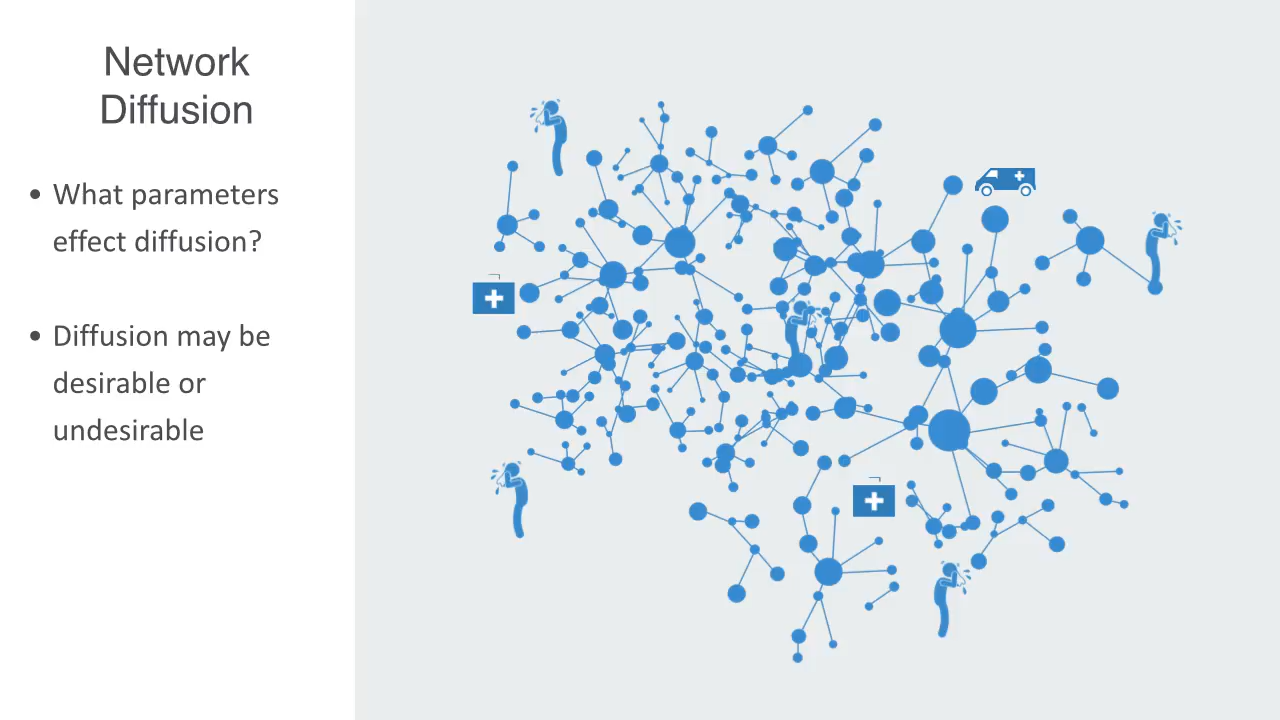 Network
Diffusion
• What parameters
effect diffusion?
• Diffusion may be
desirable or
undesirable